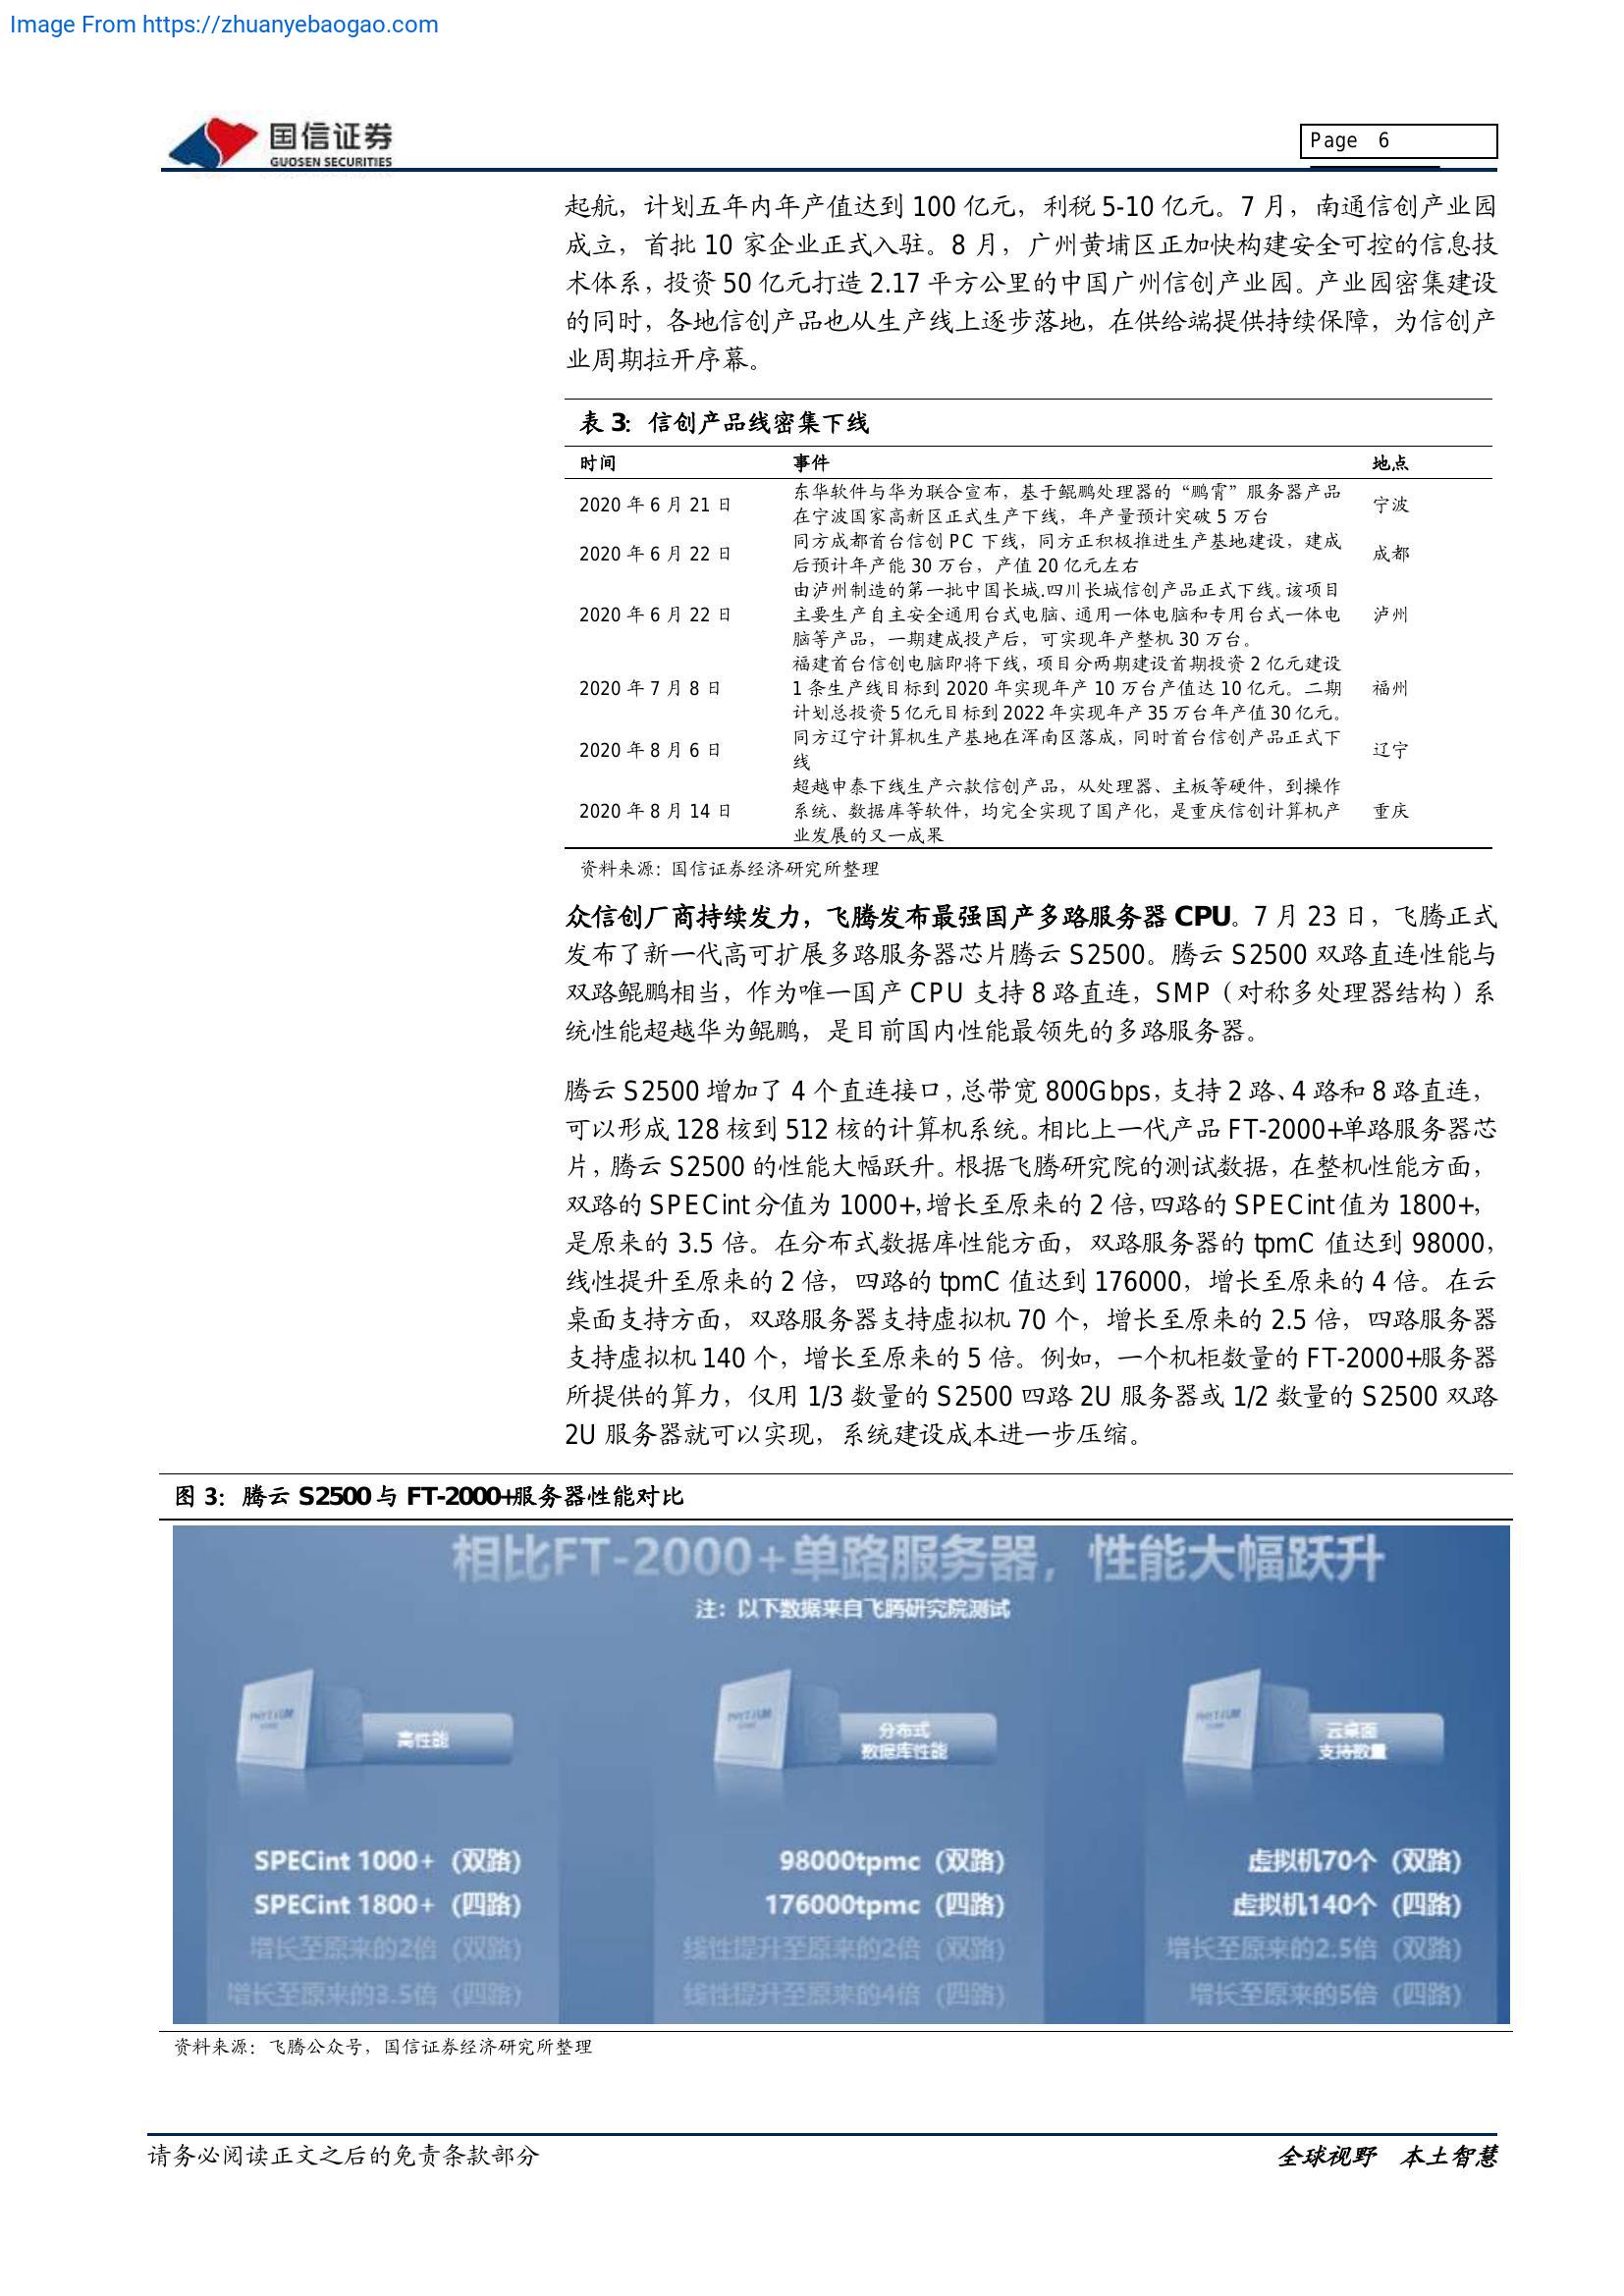 Image From https://zhuanyebaogao.com
国信证券
GUOSEN SECURITIES
Page 6
起航，计划五年内年产值达到 100 亿元，利税 5-10 亿元。7 月，南通信创产业园
成立，首批 10 家企业正式入驻。8 月，广州黄埔区正加快构建安全可控的信息技
术体系，投资 50 亿元打造 2.17 平方公里的中国广州信创产业园。产业园密集建设
的同时，各地信创产品也从生产线上逐步落地，在供给端提供持续保障，为信创产
业周期拉开序幕。
表 3：信创产品线密集下线
时间 事件 地点
2020 年 6 月 21 日 东华软件与华为联合宣布，基于鲲鹏处理器的“鹏霄”服务器产品 宁波
在宁波国家高新区正式生产下线，年产量预计突破 5 万台
2020 年 6 月 22 日 同方成都首台信创 PC 下线，同方正积极推进生产基地建设，建成 成都
后预计年产能 30 万台，产值 20 亿元左右
由泸州制造的第一批中国长城.四川长城信创产品正式下线。该项目
2020 年 6 月 22 日 主要生产自主安全通用台式电脑、通用一体电脑和专用台式一体电 泸州
脑等产品，一期建成投产后，可实现年产整机 30 万台。
福建首台信创电脑即将下线，项目分两期建设首期投资 2 亿元建设
2020 年 7 月 8 日 1 条生产线目标到 2020 年实现年产 10 万台产值达 10 亿元。二期 福州
计划总投资 5 亿元目标到 2022 年实现年产 35 万台年产值 30 亿元。
2020 年 8 月 6 日 同方辽宁计算机生产基地在浑南区落成，同时首台信创产品正式下 辽宁
线
超越申泰下线生产六款信创产品，从处理器、主板等硬件，到操作
2020 年 8 月 14 日 系统、数据库等软件，均完全实现了国产化，是重庆信创计算机产 重庆
业发展的又一成果
资料来源：国信证券经济研究所整理
众信创厂商持续发力，飞腾发布最强国产多路服务器 CPU。7 月 23 日，飞腾正式
发布了新一代高可扩展多路服务器芯片腾云 S2500。腾云 S2500 双路直连性能与
双路鲲鹏相当，作为唯一国产 CPU 支持 8 路直连，SMP（对称多处理器结构）系
统性能超越华为鲲鹏，是目前国内性能最领先的多路服务器。
腾云 S2500 增加了 4 个直连接口，总带宽 800Gbps，支持 2 路、4 路和 8 路直连，
可以形成 128 核到 512 核的计算机系统。相比上一代产品 FT-2000+单路服务器芯
片，腾云 S2500 的性能大幅跃升。根据飞腾研究院的测试数据，在整机性能方面，
双路的 SPECint 分值为 1000+，增长至原来的 2 倍，四路的 SPECint 值为 1800+，
是原来的 3.5 倍。在分布式数据库性能方面，双路服务器的 tpmC 值达到 98000，
线性提升至原来的 2 倍，四路的 tpmC 值达到 176000，增长至原来的 4 倍。在云
桌面支持方面，双路服务器支持虚拟机 70 个，增长至原来的 2.5 倍，四路服务器
支持虚拟机 140 个，增长至原来的 5 倍。例如，一个机柜数量的 FT-2000+服务器
所提供的算力，仅用 1/3 数量的 S2500 四路 2U 服务器或 1/2 数量的 S2500 双路
2U 服务器就可以实现，系统建设成本进一步压缩。
图 3：腾云 S2500 与 FT-2000+服务器性能对比
相比FT-2000+单路服务器，性能大幅跃升
注：以下数据来自飞腾研究院测试
高性能
SPECint 1000+（双路）
SPECint 1800+（四路）
增长至原来的2倍（双路）
增长至原来的3.5倍（四路）
分布式
数据库性能
98000tpmc（双路）
176000tpmc（四路）
线性提升至原来的2倍（双路）
线性提升至原来的4倍（四路）
云桌面
支持数量
虚拟机70个（双路）
虚拟机140个（四路）
增长至原来的2.5倍（双路）
增长至原来的5倍（四路）
资料来源：飞腾公众号，国信证券经济研究所整理
请务必阅读正文之后的免责条款部分
全球视野 本土智慧